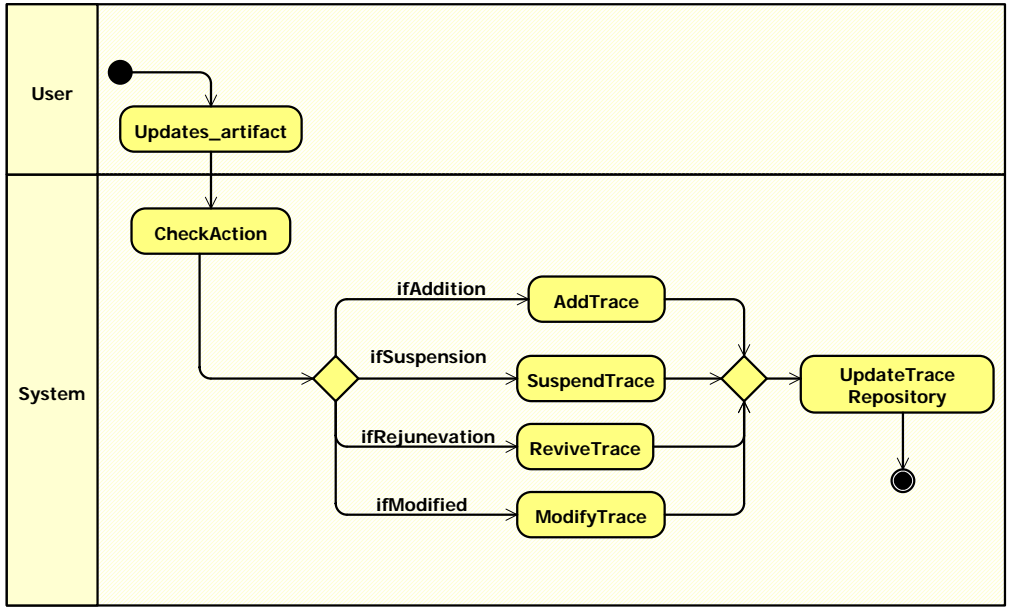 User
Updates_artifact
System
CheckAction
ifAddition
AddTrace
ifSuspension
SuspendTrace
ifRejunevation
ReviveTrace
ifModified
ModifyTrace
UpdateTrace
Repository